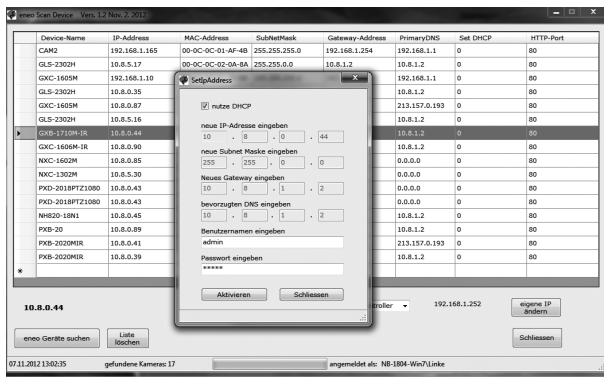 eneo Scan Device Vers. 1.2 Nov. 2. 2012
Device-Name IP-Address MAC-Address SubNetMask Gateway-Address PrimaryDNS Set DHCP HTTP-Port
CAM2 192.168.1.165 00-0C-0C-01-AF-4B 255.255.255.0 192.168.1.254 192.168.1.1 0 80
GLS-2302H 10.8.5.17 00-0C-0C-02-0A-8A 255.255.0.0 10.8.1.2 10.8.1.2 0 80
GXC-1605M 192.168.1.10 192.168.1.1 0 80
GLS-2302H 10.8.0.35 10.8.1.2 0 80
GXC-1605M 10.8.0.87 213.157.0.193 0 80
GLS-2302H 10.8.5.16 10.8.1.2 0 80
GXB-1710M-IR 10.8.0.44 10.8.1.2 0 80
GXC-1606M-IR 10.8.0.90 10.8.1.2 0 80
NXC-1602M 10.8.0.85 0.0.0.0 0 80
NXC-1302M 10.8.5.30 0.0.0.0 0 80
PXD-2018PTZ1080 10.8.0.43 0.0.0.0 0 80
PXD-2018PTZ1080 10.8.0.43 0.0.0.0 0 80
NH820-18N1 10.8.0.45 10.8.1.2 0 80
PXB-20 10.8.0.89 10.8.1.2 0 80
PXB-2020MIR 10.8.0.41 213.157.0.193 0 80
PXB-2020MIR 10.8.0.39 10.8.1.2 0 80
SetIpAddress
nutze DHCP
neue IP-Adresse eingeben
10 . 8 . 0 . 44
neue Subnet Maske eingeben
255 . 255 . 0 . 0
Neues Gateway eingeben
10 . 8 . 1 . 2
bevorzugten DNS eingeben
10 . 8 . 1 . 2
Benutzernamen eingeben
admin
Passwort eingeben
*****
Aktivieren Schliessen
10.8.0.44
192.168.1.252
eigene IP
ändern
eneo Geräte suchen
Liste
löschen
Schliessen
07.11.2012 13:02:35 gefundene Kameras: 17 angemeldet als: NB-1804-Win7\Linke